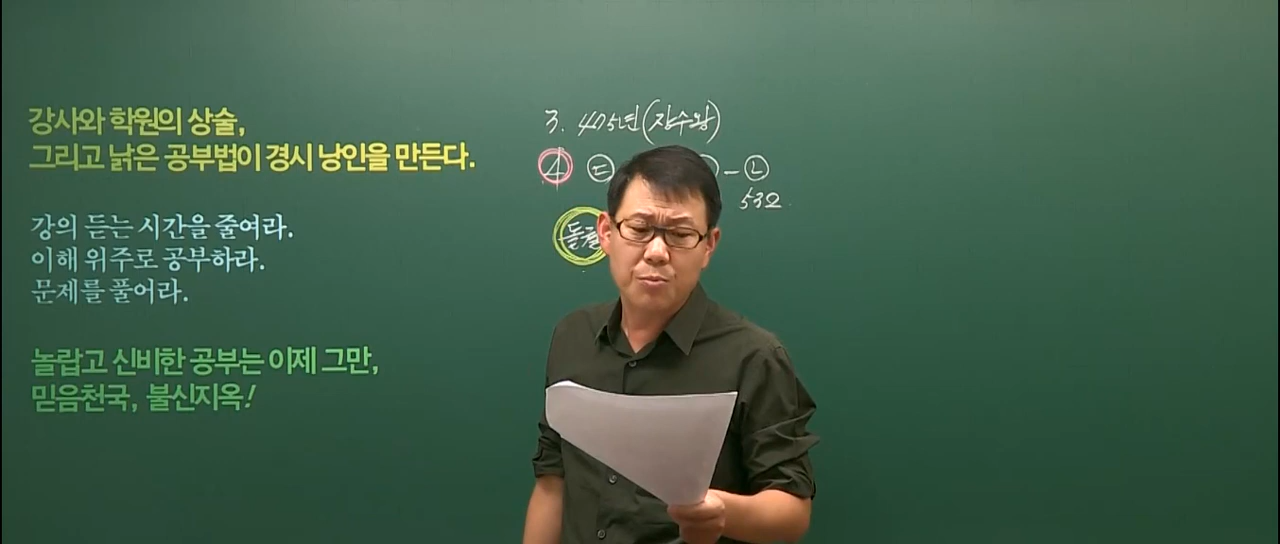 강사와 학원의 상술,
그리고 낡은 공부법이 경시 낭인을 만든다.
강의 듣는 시간을 줄여라.
이해 위주로 공부하라.
문제를 풀어라.
놀랍고 신비한 공부는 이제 그만,
믿음천국, 불신지옥!
3. 475년(장수왕)
4 ㉢ - ㉡
532